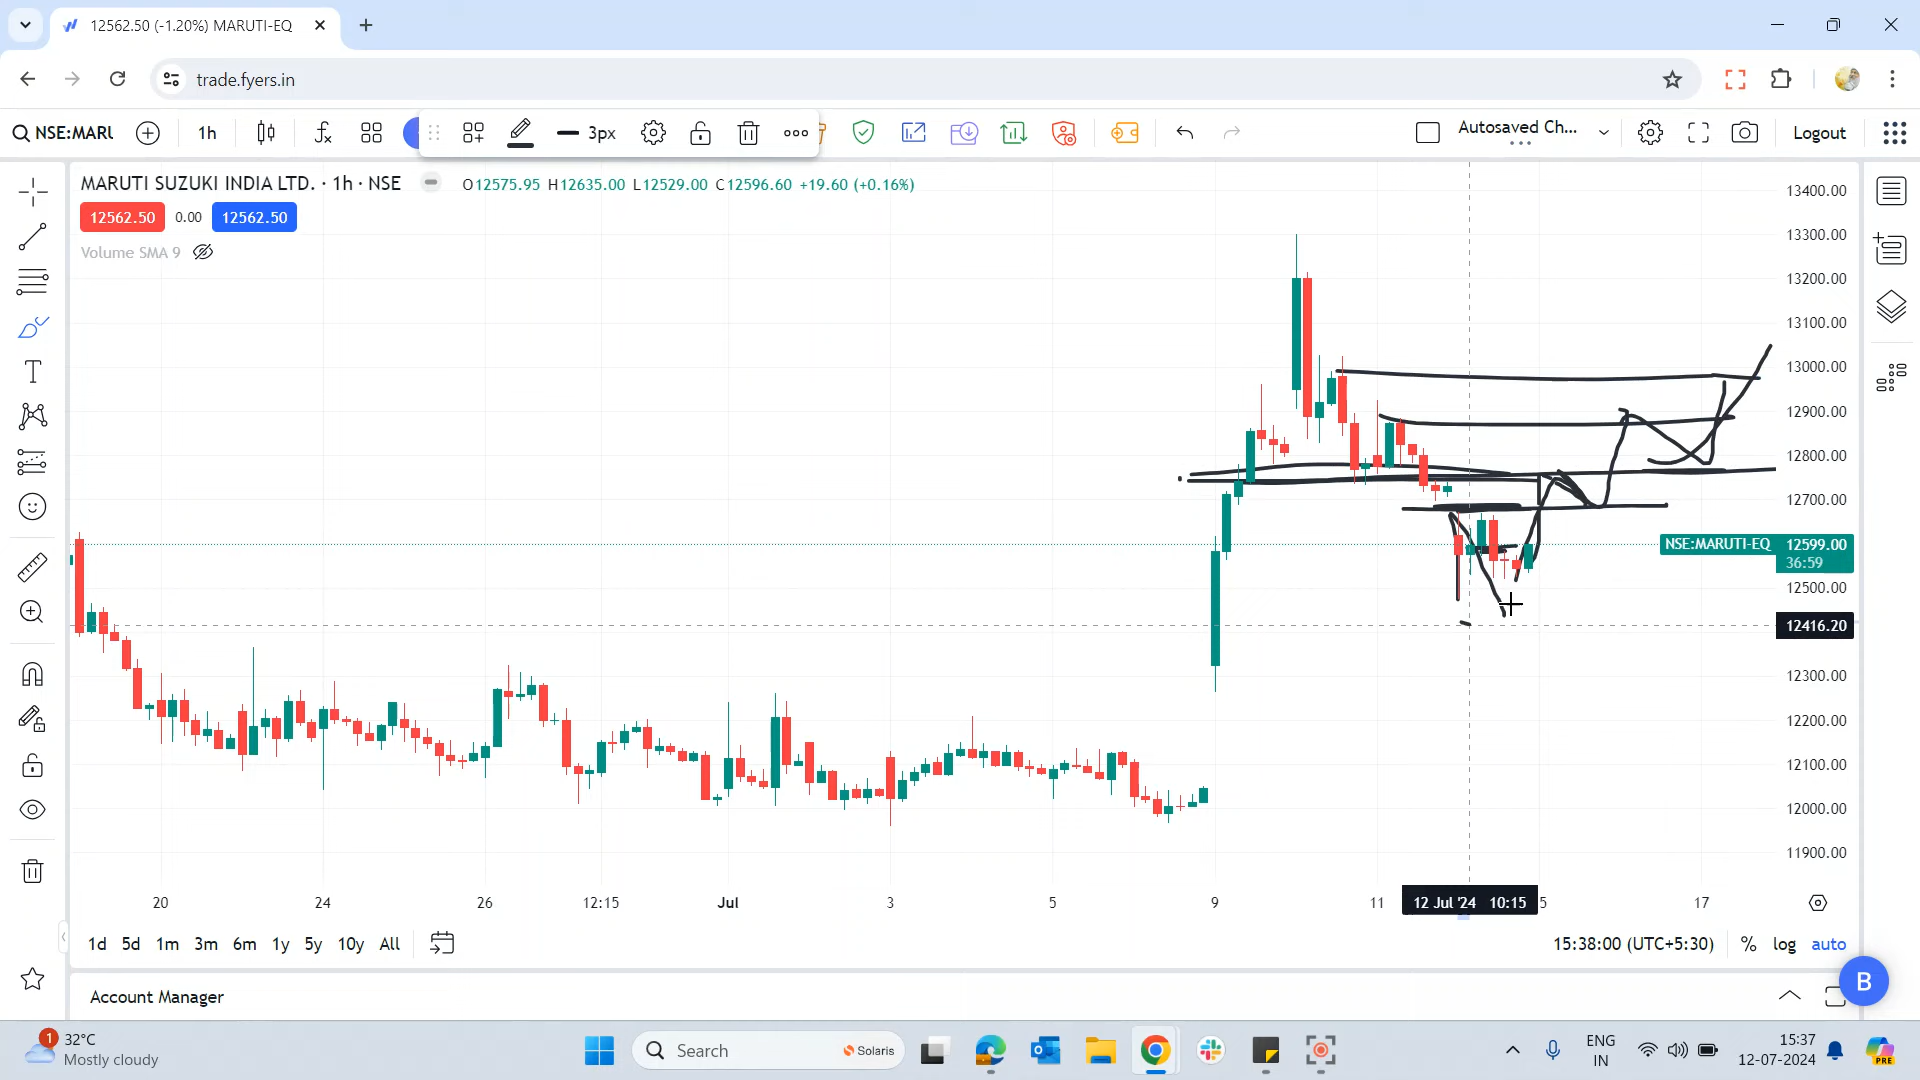 12562.50 (-1.20%) MARUTI-EQ
trade.fyers.in
NSE:MARU
1h
3px
Autosaved Ch...
Logout
MARUTI SUZUKI INDIA LTD. · 1h · NSE
O12575.95 H12635.00 L12529.00 C12596.60 +19.60 (+0.16%)
12562.50 0.00 12562.50
Volume SMA 9
13400.00
13300.00
13200.00
13100.00
13000.00
12900.00
12800.00
12700.00
NSE:MARUTI-EQ 12599.00
36:59
12500.00
12416.20
12300.00
12200.00
12100.00
12000.00
11900.00
20 24 26 12:15 Jul 3 5 9 11 12 Jul '24 10:15 5 17
1d 5d 1m 3m 6m 1y 5y 10y All
15:38:00 (UTC+5:30) % log auto
B
Account Manager
1
32°C
Mostly cloudy
Search
Solaris
ENG
IN
15:37
12-07-2024
PRE